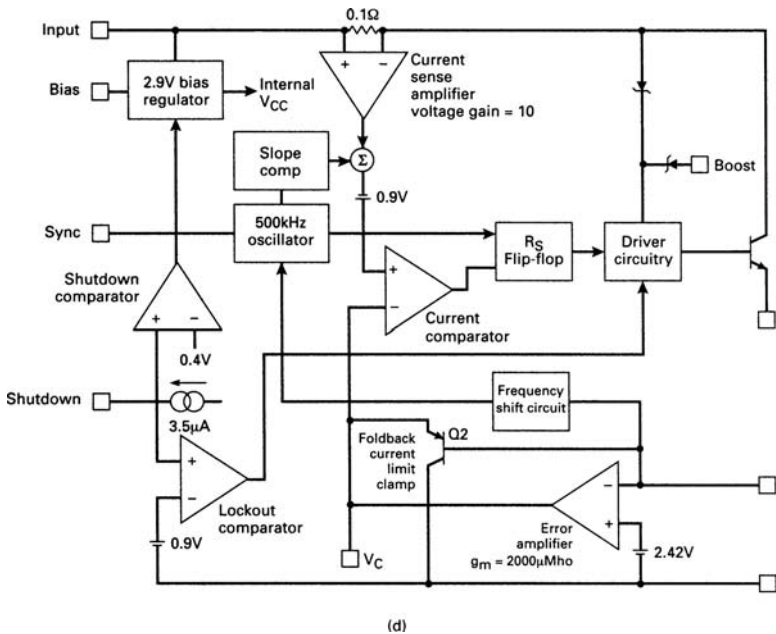 Input
0.1Ω
+
−
Current
sense
amplifier
voltage gain = 10
Bias
2.9V bias
regulator
Internal
VCC
Slope
comp
Σ
0.9V
Boost
Sync
500kHz
oscillator
RS
Flip-flop
Driver
circuitry
Shutdown
comparator
+
−
0.4V
+
−
Current
comparator
Shutdown
3.5μA
Frequency
shift circuit
Foldback
current
limit
clamp
Q2
+
−
Lockout
comparator
0.9V
−
+
Error
amplifier
gm = 2000μMho
2.42V
VC
(d)